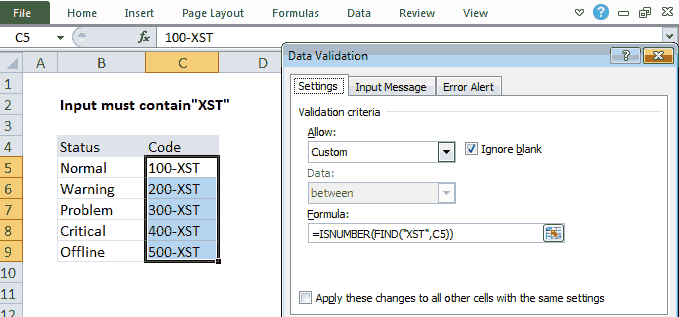 File Home Insert Page Layout Formulas Data Review View
C5 fx 100-XST
A B C D
1
2 Input must contain"XST"
3
4 Status Code
5 Normal 100-XST
6 Warning 200-XST
7 Problem 300-XST
8 Critical 400-XST
9 Offline 500-XST
10
11
12
Data Validation
Settings Input Message Error Alert
Validation criteria
Allow:
Custom Ignore blank
Data:
between
Formula:
=ISNUMBER(FIND("XST",C5))
Apply these changes to all other cells with the same settings